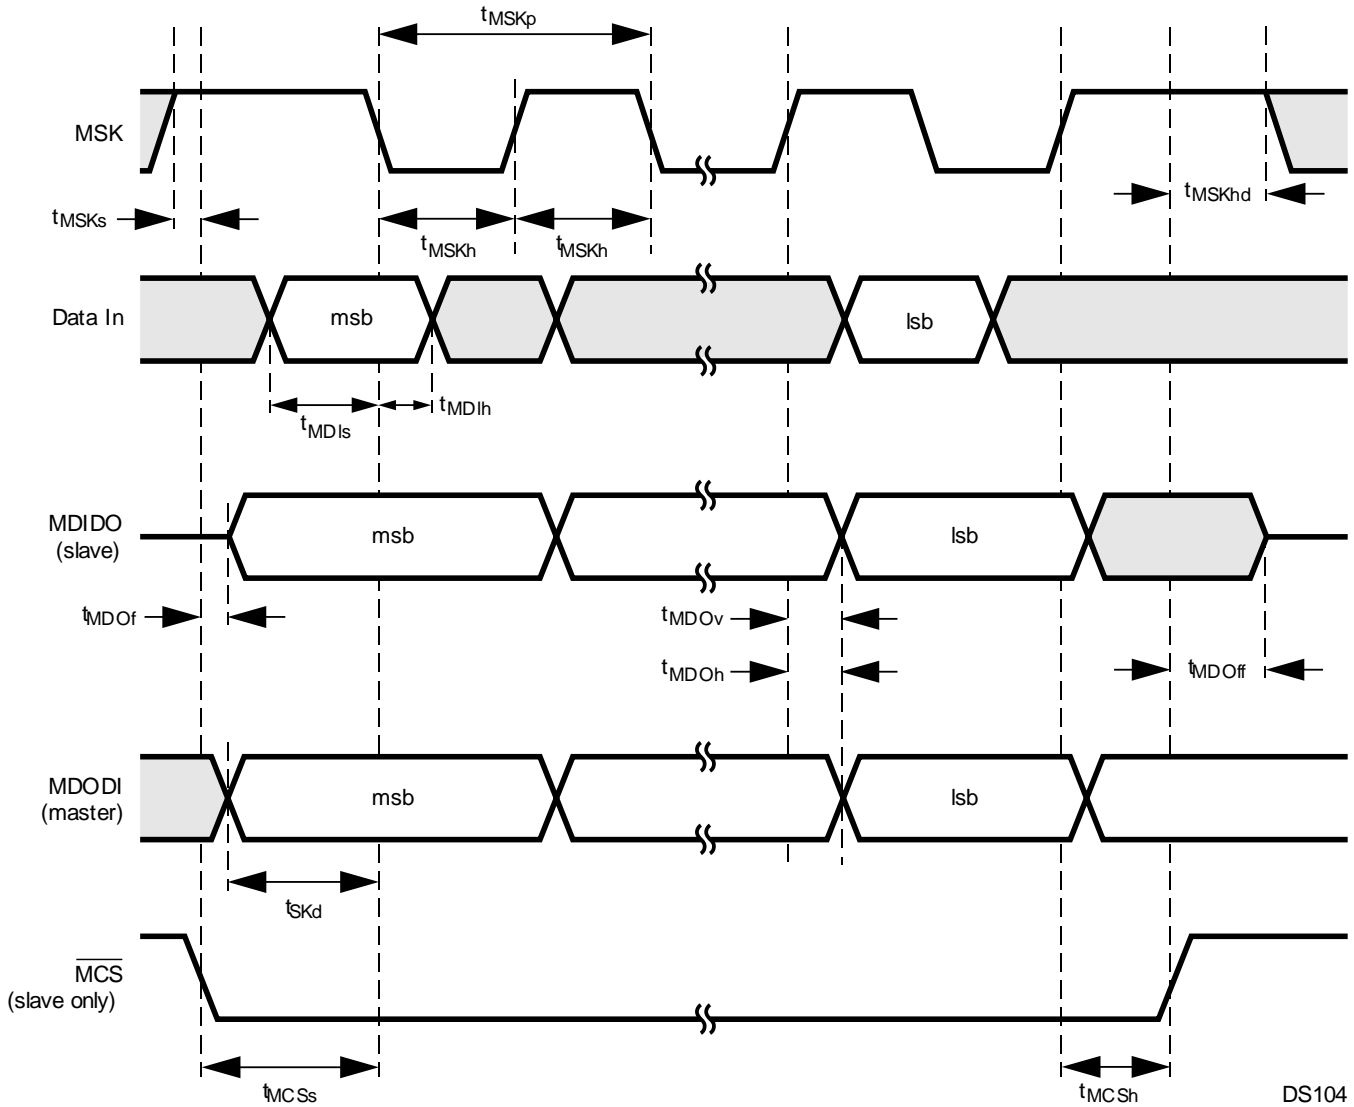 tMSKp
MSK
tMSKs
tMSKh
tMSKh
tMSKhd
Data In
msb
lsb
tMDIs
tMDIh
MDIDO
(slave)
msb
lsb
tMDOf
tMDOv
tMDOh
tMDOff
MDODI
(master)
msb
lsb
tSKd
MCS
(slave only)
tMCSs
tMCSh
DS104